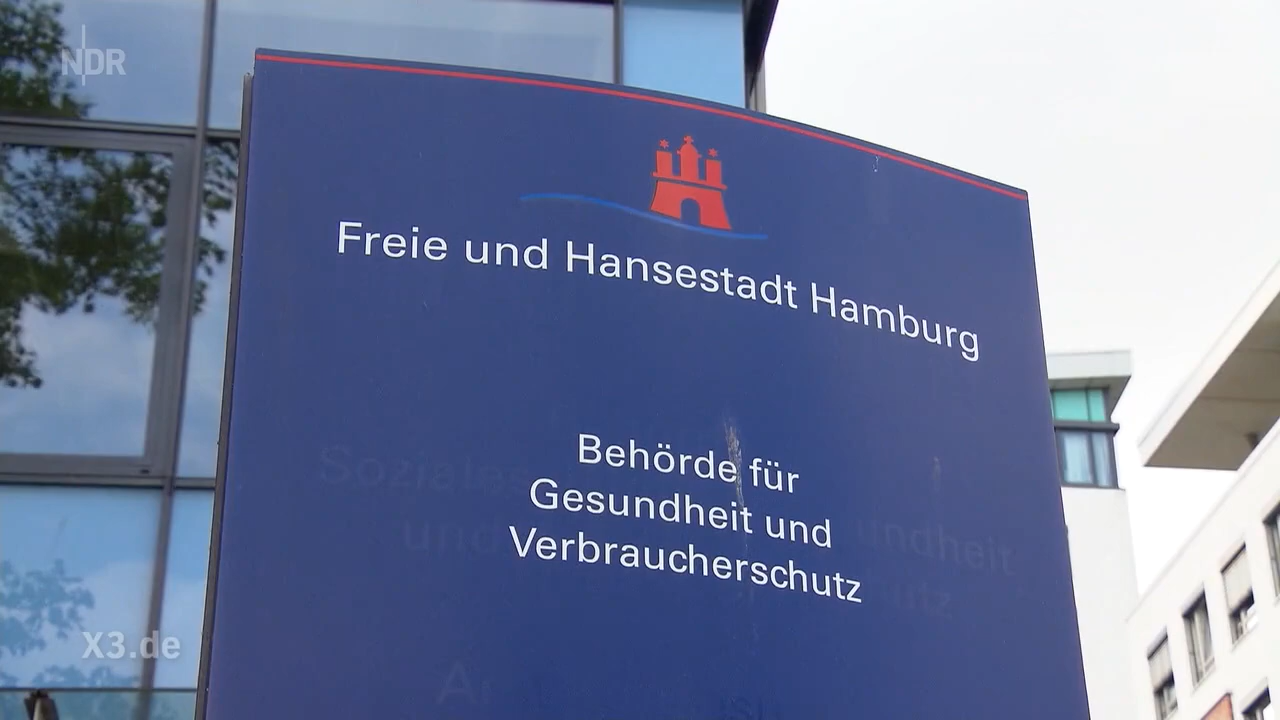 NDR
Freie und Hansestadt Hamburg
Behörde für
Gesundheit und
Verbraucherschutz
X3.de